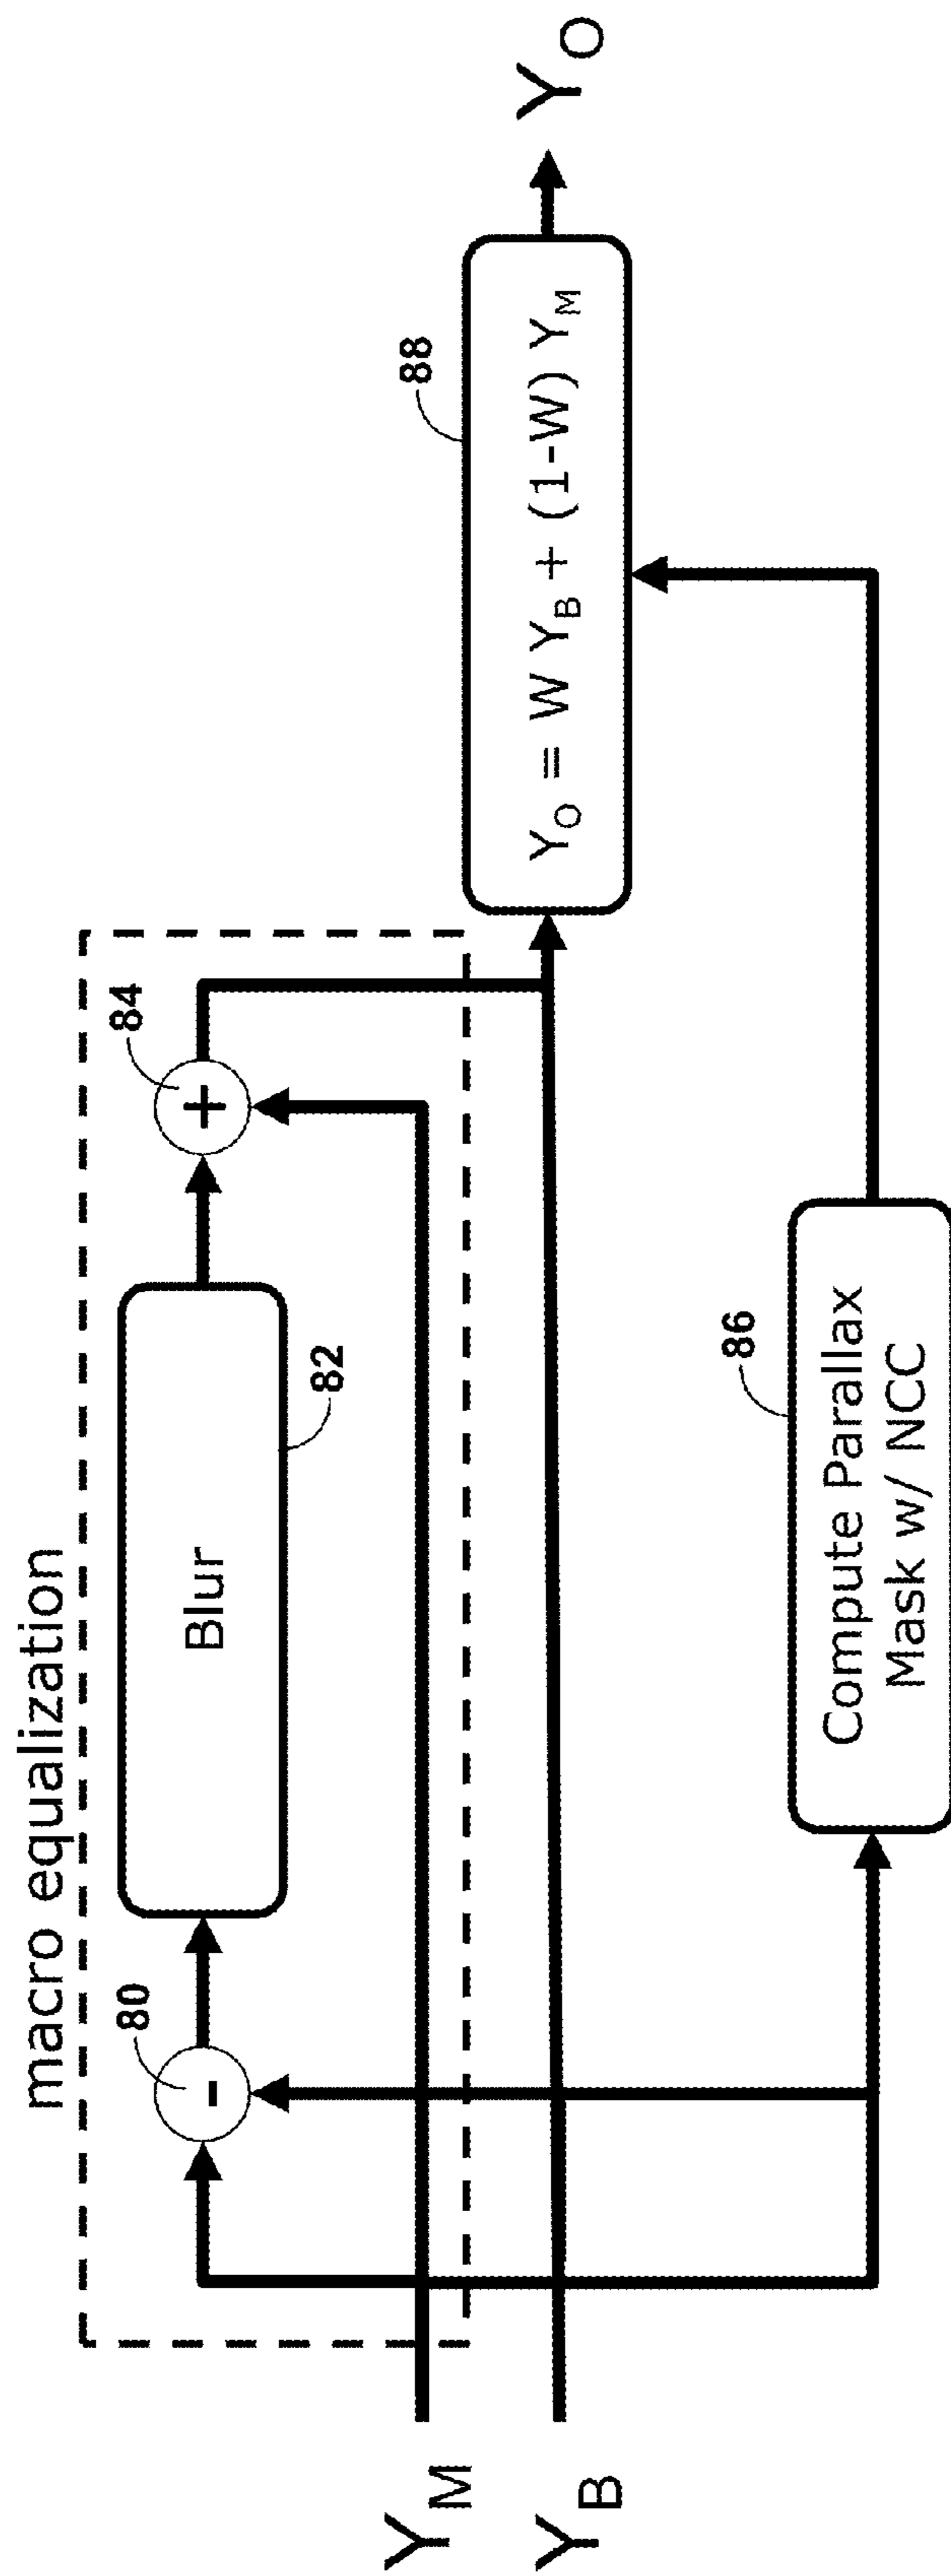 macro equalization
80
Blur
82
84
Y_M
Y_B
88
Y_O = W Y_B + (1-W) Y_M
Y_O
86
Compute Parallax
Mask w/ NCC
-
+